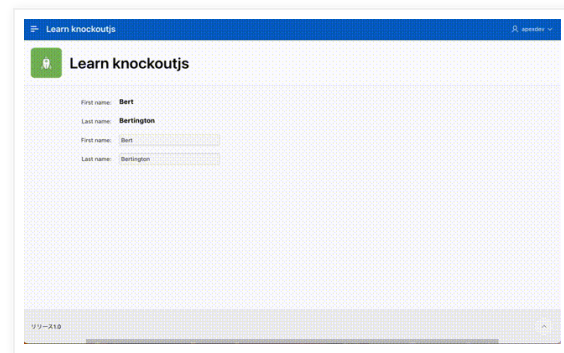 Learn knockoutjs
apexdev
Learn knockoutjs
First name: Bert
Last name: Bertington
First name: Bert
Last name: Bertington
リリース1.0